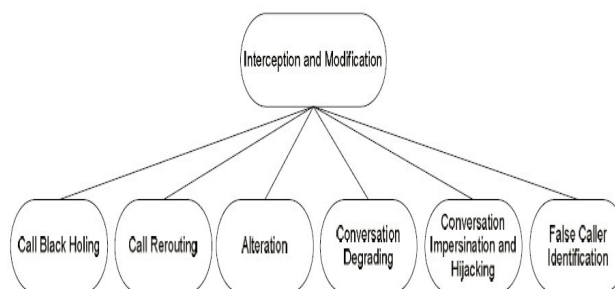 Interception and Modification
Call Black Holing
Call Rerouting
Alteration
Conversation
Degrading
Conversation
Impersination and
Hijacking
False Caller
Identification